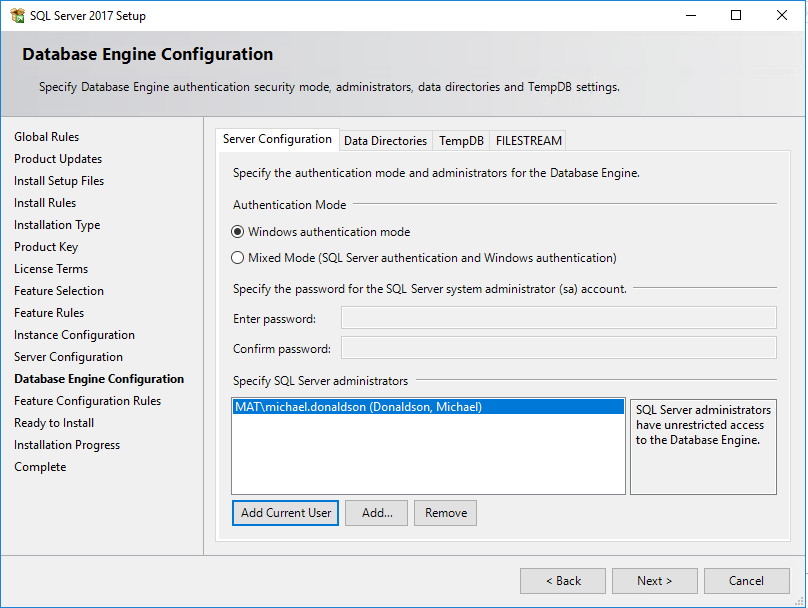 SQL Server 2017 Setup
Database Engine Configuration
Specify Database Engine authentication security mode, administrators, data directories and TempDB settings.
Global Rules
Product Updates
Install Setup Files
Install Rules
Installation Type
Product Key
License Terms
Feature Selection
Feature Rules
Instance Configuration
Server Configuration
Database Engine Configuration
Feature Configuration Rules
Ready to Install
Installation Progress
Complete
Server Configuration Data Directories TempDB FILESTREAM
Specify the authentication mode and administrators for the Database Engine.
Authentication Mode
Windows authentication mode
Mixed Mode (SQL Server authentication and Windows authentication)
Specify the password for the SQL Server system administrator (sa) account.
Enter password:
Confirm password:
Specify SQL Server administrators
MAT\michael.donaldson (Donaldson, Michael)
SQL Server administrators
have unrestricted access
to the Database Engine.
Add Current User Add... Remove
< Back Next > Cancel